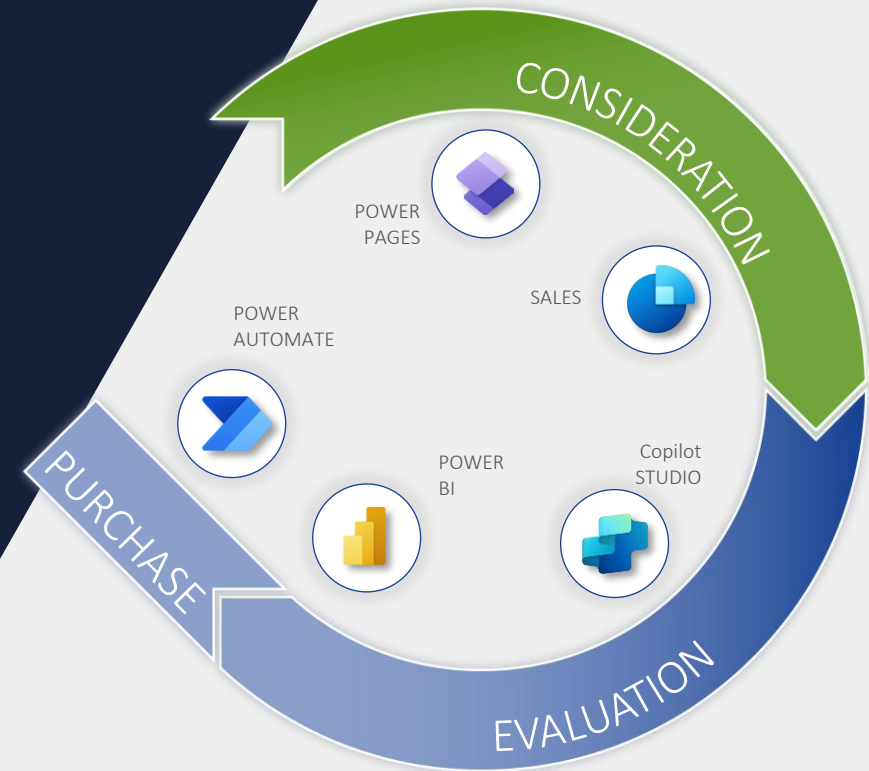 CONSIDERATION
POWER
PAGES
SALES
POWER
AUTOMATE
POWER
BI
Copilot
STUDIO
PURCHASE
EVALUATION